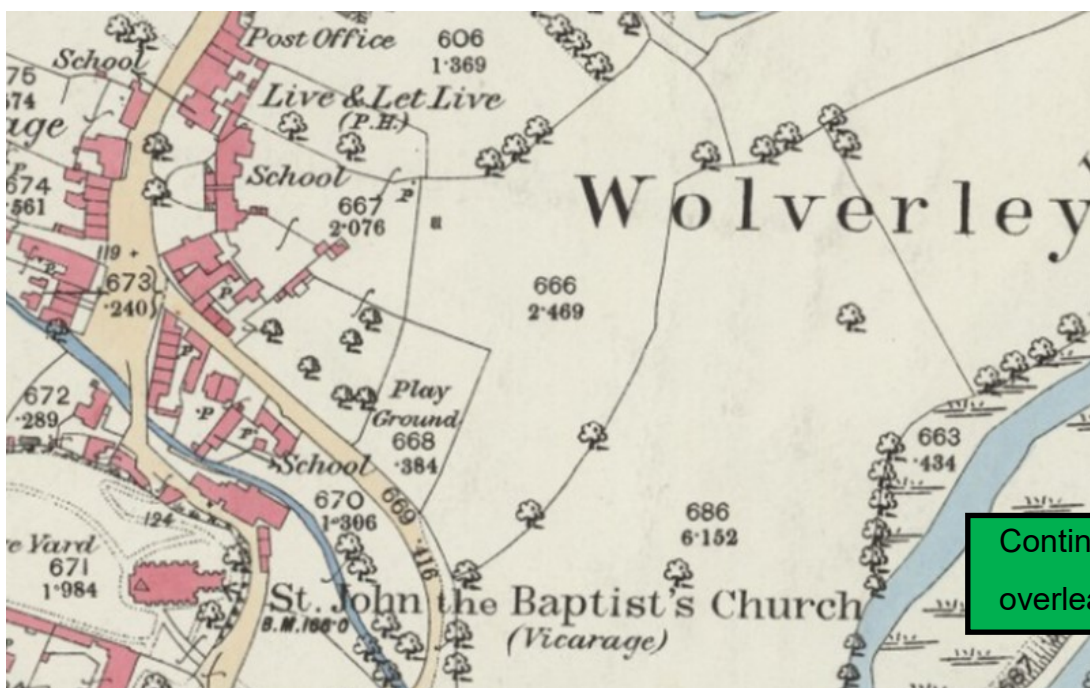 Post Office
606
1·369
School
Live & Let Live
(P.H.)
75
674
age
School
667
2·076
P
Wolverley
P
674
·561
119
P
673
·240
P
666
2·469
P
Play
Ground
668
·384
672
·289
P
School
663
·434
670
1·306
669
·416
686
6·152
124
e Yard
671
1·984
St. John the Baptist's Church
B.M.166·0
(Vicarage)
687
Contin
overlea